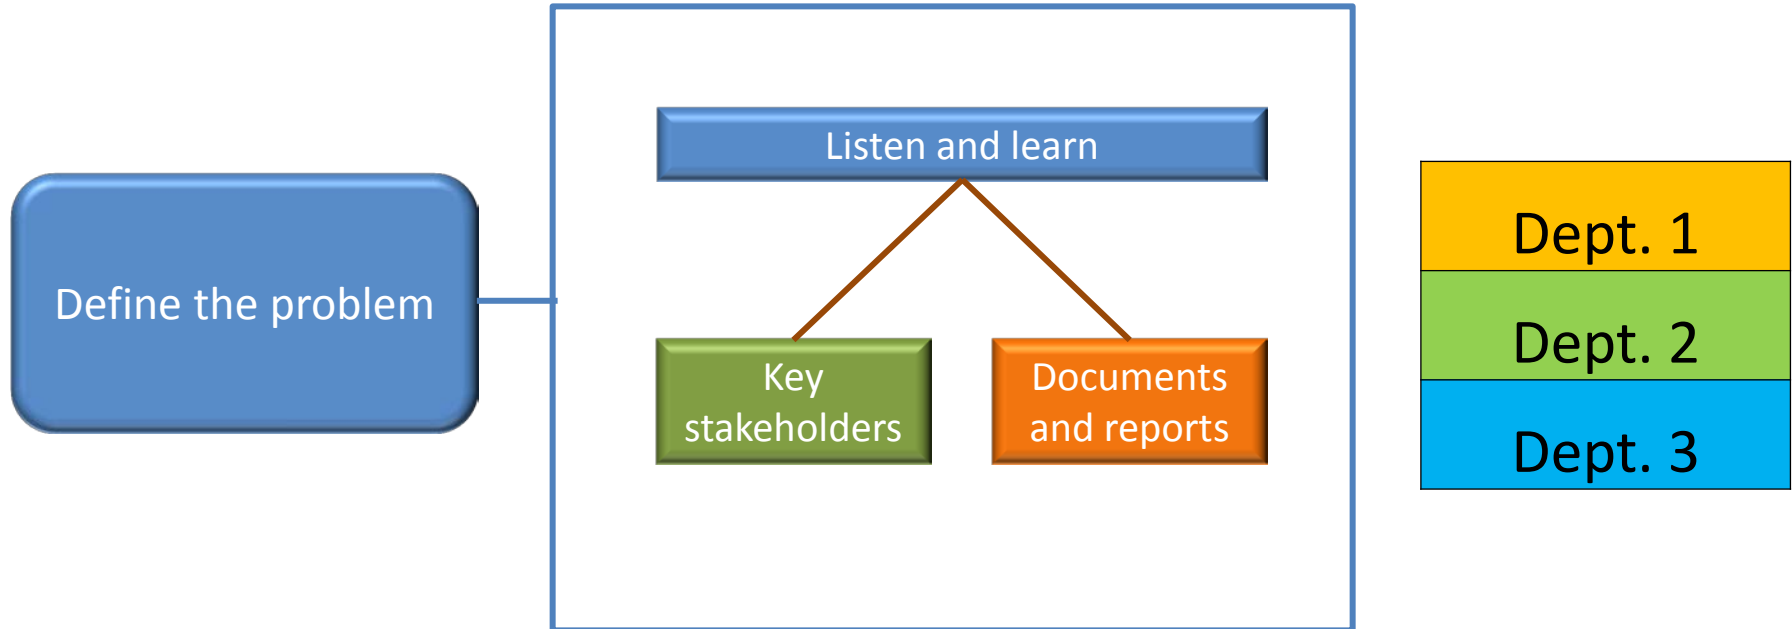 Define the problem
Listen and learn
Key
stakeholders
Documents
and reports
Dept. 1
Dept. 2
Dept. 3